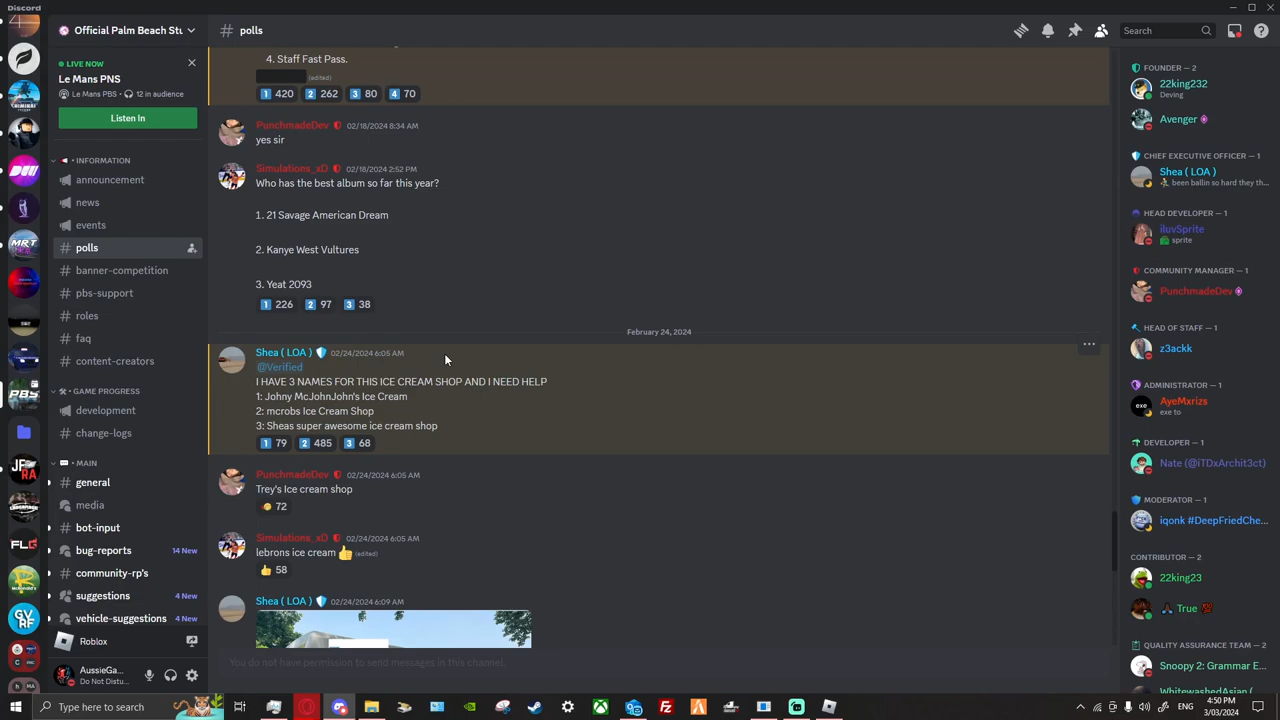 Discord
Official Palm Beach Stu
# polls
Search
LIVE NOW
Le Mans PNS
Le Mans PBS • 12 in audience
Listen In
• INFORMATION
announcement
news
events
polls
banner-competition
pbs-support
roles
faq
content-creators
• GAME PROGRESS
development
change-logs
• MAIN
general
media
bot-input
bug-reports 14 New
community-p's
suggestions 4 New
vehicle-suggestions 4 New
Roblox
AussieGa...
Do Not Distu...
4. Staff Fast Pass.
(edited)
1 420 2 262 3 80 4 70
PunchmadeDev 02/18/2024 8:34 AM
yes sir
Simulations_xD 02/18/2024 2:52 PM
Who has the best album so far this year?
1. 21 Savage American Dream
2. Kanye West Vultures
3. Yeat 2093
1 226 2 97 3 38
February 24, 2024
Shea ( LOA ) 02/24/2024 6:05 AM
@Verified
I HAVE 3 NAMES FOR THIS ICE CREAM SHOP AND I NEED HELP
1: Johny McJohnJohn's Ice Cream
2: mcrobs Ice Cream Shop
3: Sheas super awesome ice cream shop
1 79 2 485 3 68
PunchmadeDev 02/24/2024 6:05 AM
Trey's Ice cream shop
72
Simulations_xD 02/24/2024 6:05 AM
lebrons ice cream (edited)
58
Shea ( LOA ) 02/24/2024 6:09 AM
You do not have permission to send messages in this channel.
FOUNDER — 2
22king232
Deving
Avenger
CHIEF EXECUTIVE OFFICER — 1
Shea ( LOA )
been ballin so hard they th...
HEAD DEVELOPER — 1
iluvSprite
sprite
COMMUNITY MANAGER — 1
PunchmadeDev
HEAD OF STAFF — 1
z3ackk
ADMINISTRATOR — 1
AyeMxrizs
exe to
DEVELOPER — 1
Nate (@iTDxArchit3ct)
MODERATOR — 1
iqonk #DeepFriedChe...
CONTRIBUTOR — 2
22king23
True
QUALITY ASSURANCE TEAM — 2
Snoopy 2: Grammar E...
WhitewashedAsian (
Type here to search
ENG
4:50 PM
3/03/2024